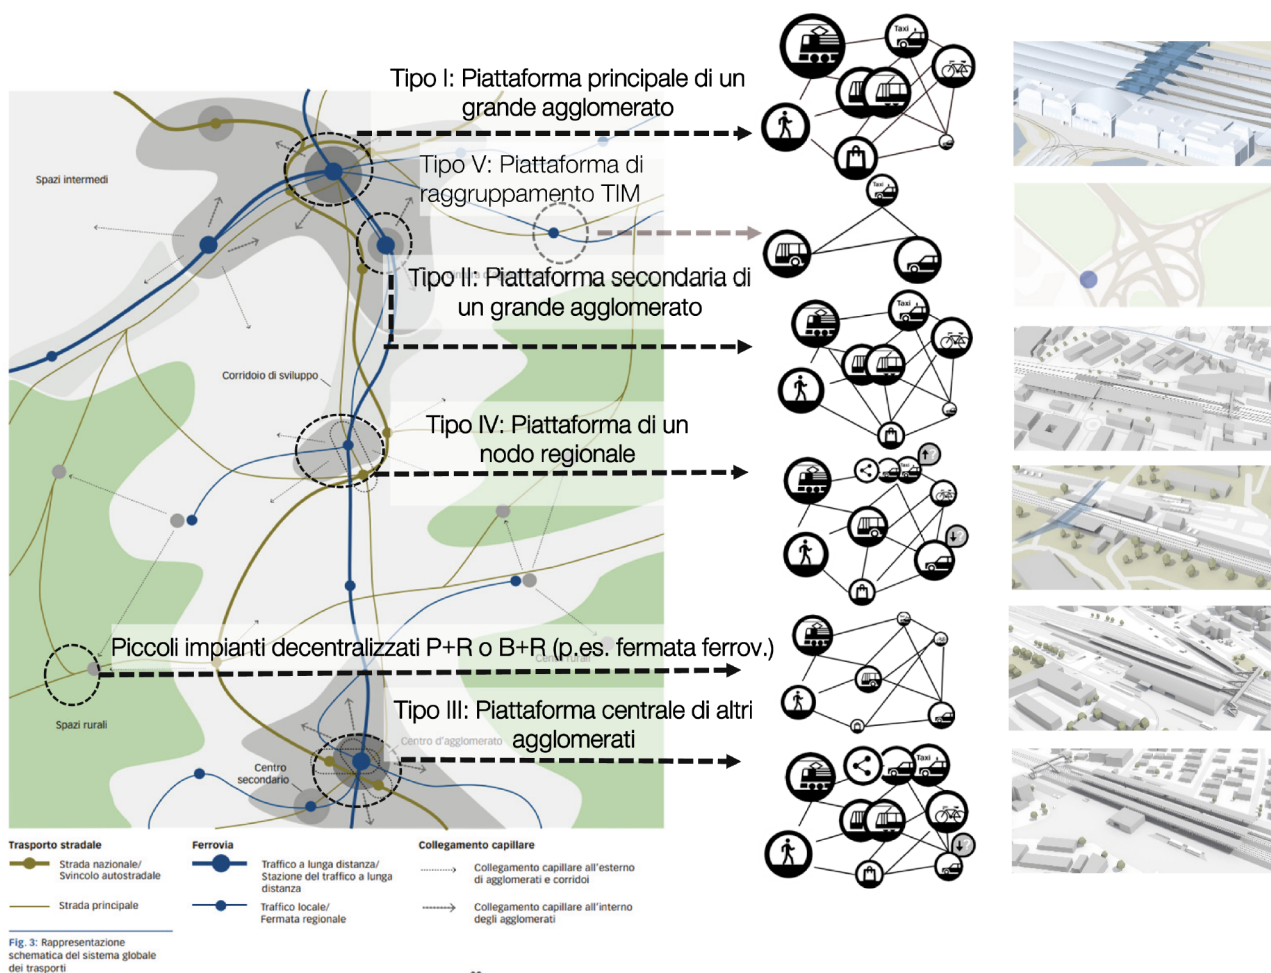 Tipo I: Piattaforma principale di un
grande agglomerato
Taxi
Spazi intermedi
Tipo V: Piattaforma di
raggruppamento TIM
Taxi
Tipo II: Piattaforma secondaria di
un grande agglomerato
Taxi
Corridoio di sviluppo
Tipo IV: Piattaforma di un
nodo regionale
Taxi
Piccoli impianti decentralizzati P+R o B+R (p.es. fermata ferrov.)
Centri rurali
Spazi rurali
Tipo III: Piattaforma centrale di altri
agglomerati
Centro d'agglomerato
Centro
secondario
Taxi
Trasporto stradale
Strada nazionale/
Svincolo autostradale
Strada principale
Ferrovia
Traffico a lunga distanza/
Stazione del traffico a lunga
distanza
Traffico locale/
Fermata regionale
Collegamento capillare
Collegamento capillare all'esterno
di agglomerati e corridoi
Collegamento capillare all'interno
degli agglomerati
Fig. 3: Rappresentazione
schematica del sistema globale
dei trasporti